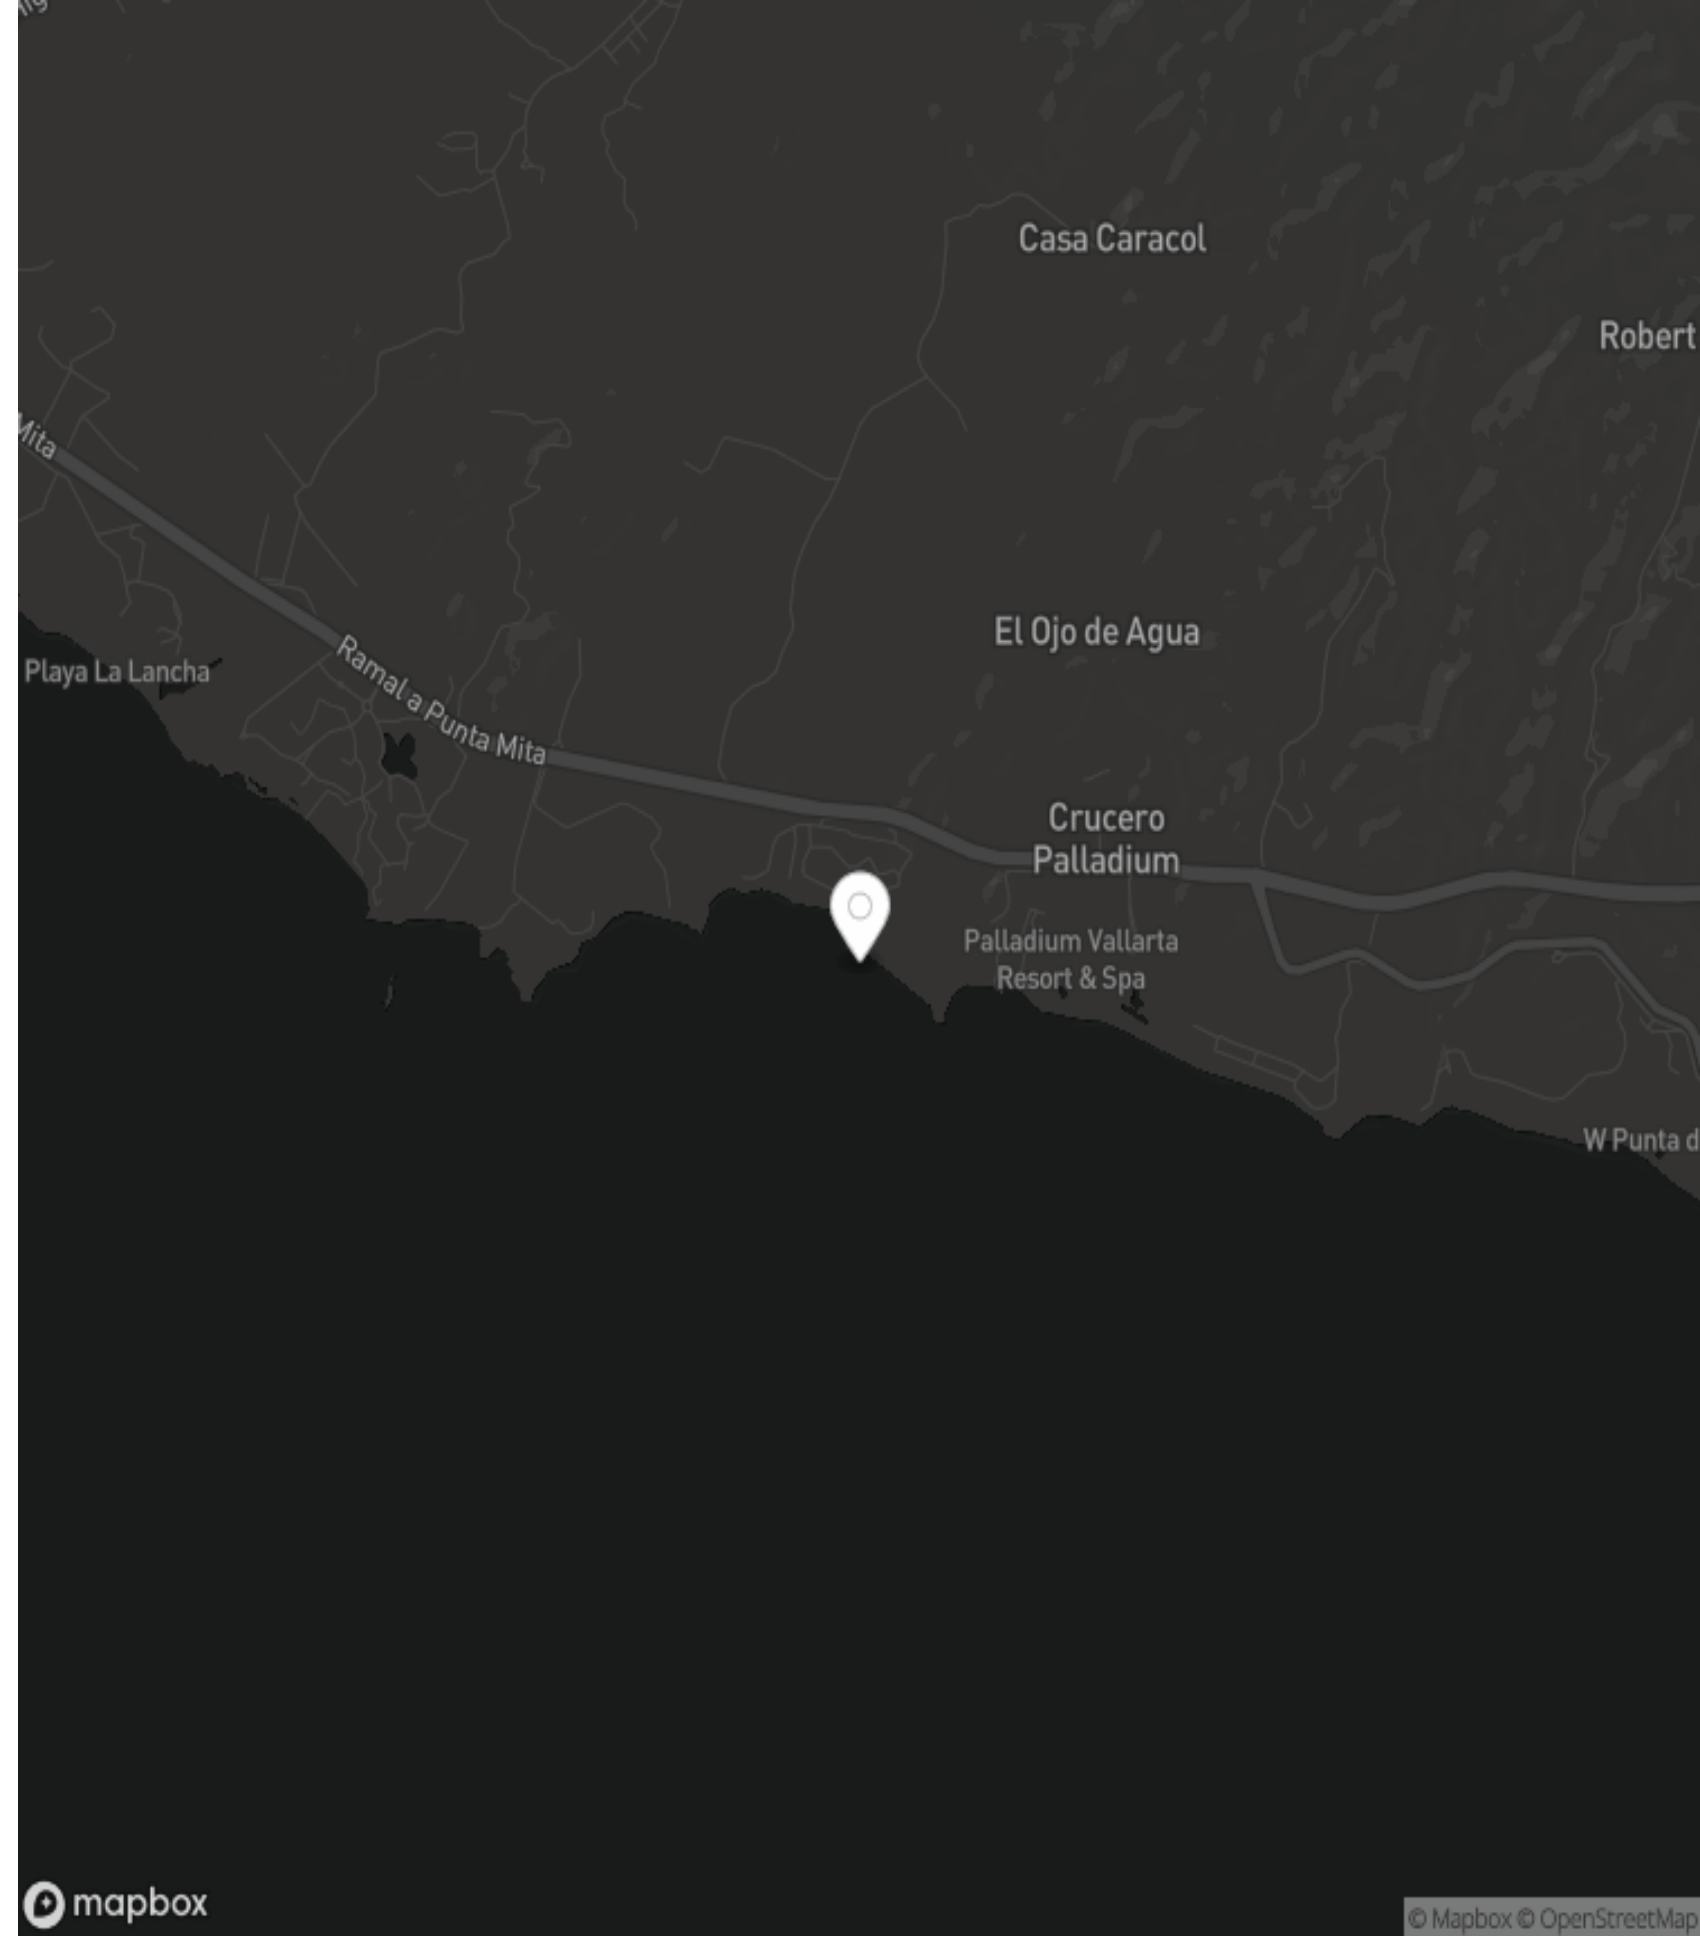 Casa Caracol
Robert
Mita
El Ojo de Agua
Playa La Lancha
Ramal a Punta Mita
Crucero
Palladium
Palladium Vallarta
Resort & Spa
W Punta d
mapbox
© Mapbox © OpenStreetMap